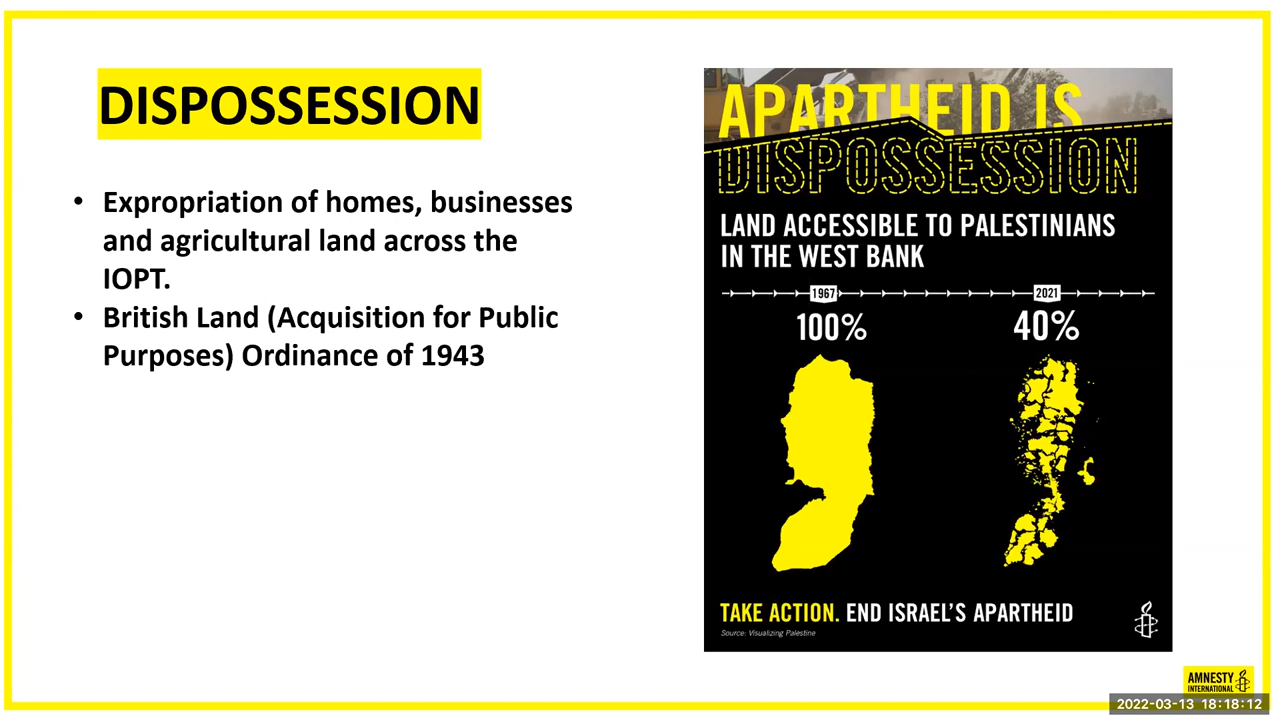 DISPOSSESSION
• Expropriation of homes, businesses
and agricultural land across the
IOPT.
• British Land (Acquisition for Public
Purposes) Ordinance of 1943
APARTHEID IS
DISPOSSESSION
LAND ACCESSIBLE TO PALESTINIANS
IN THE WEST BANK
1967
2021
100%
40%
TAKE ACTION. END ISRAEL'S APARTHEID
Source: Visualizing Palestine
AMNESTY
INTERNATIONAL
2022-03-13 18:18:12